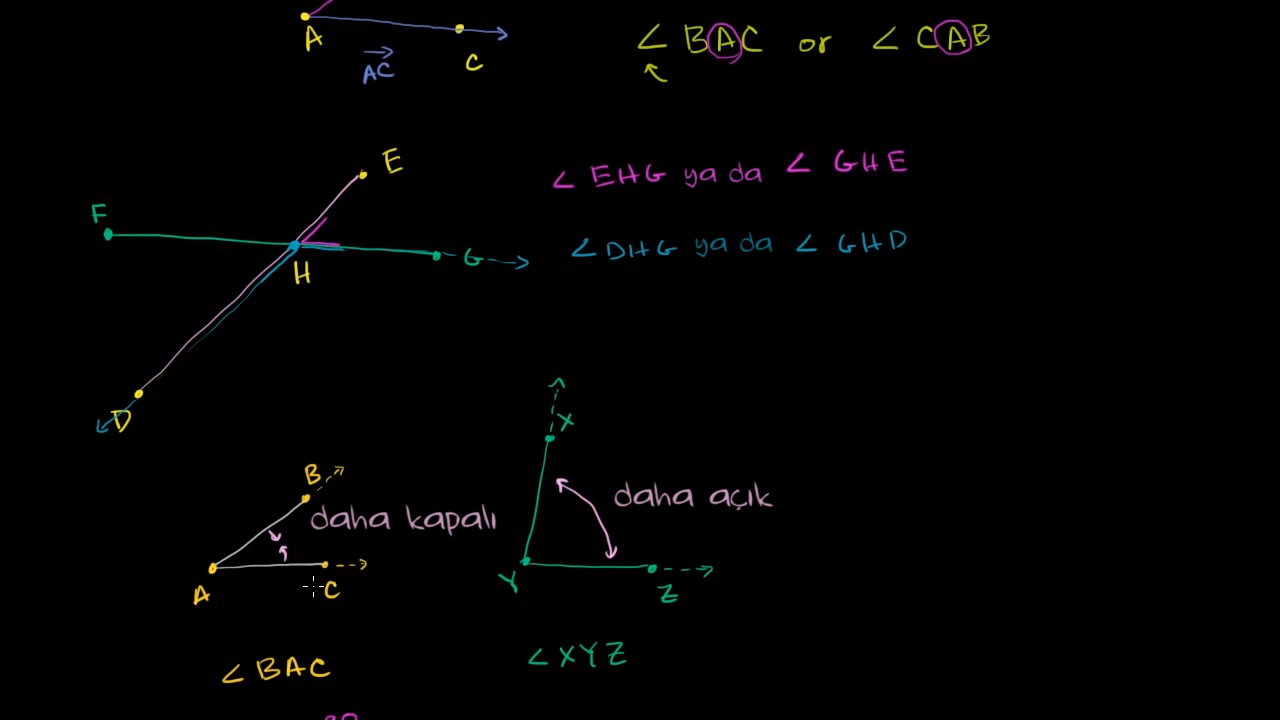 A
AC
C
∠ BAC or ∠ CAB
E
F
∠ EHG ya da ∠ GHE
G
H
∠DHG ya da ∠ GHD
D
X
B
daha kapalı
daha açık
A
C
Y
Z
∠XYZ
∠BAC